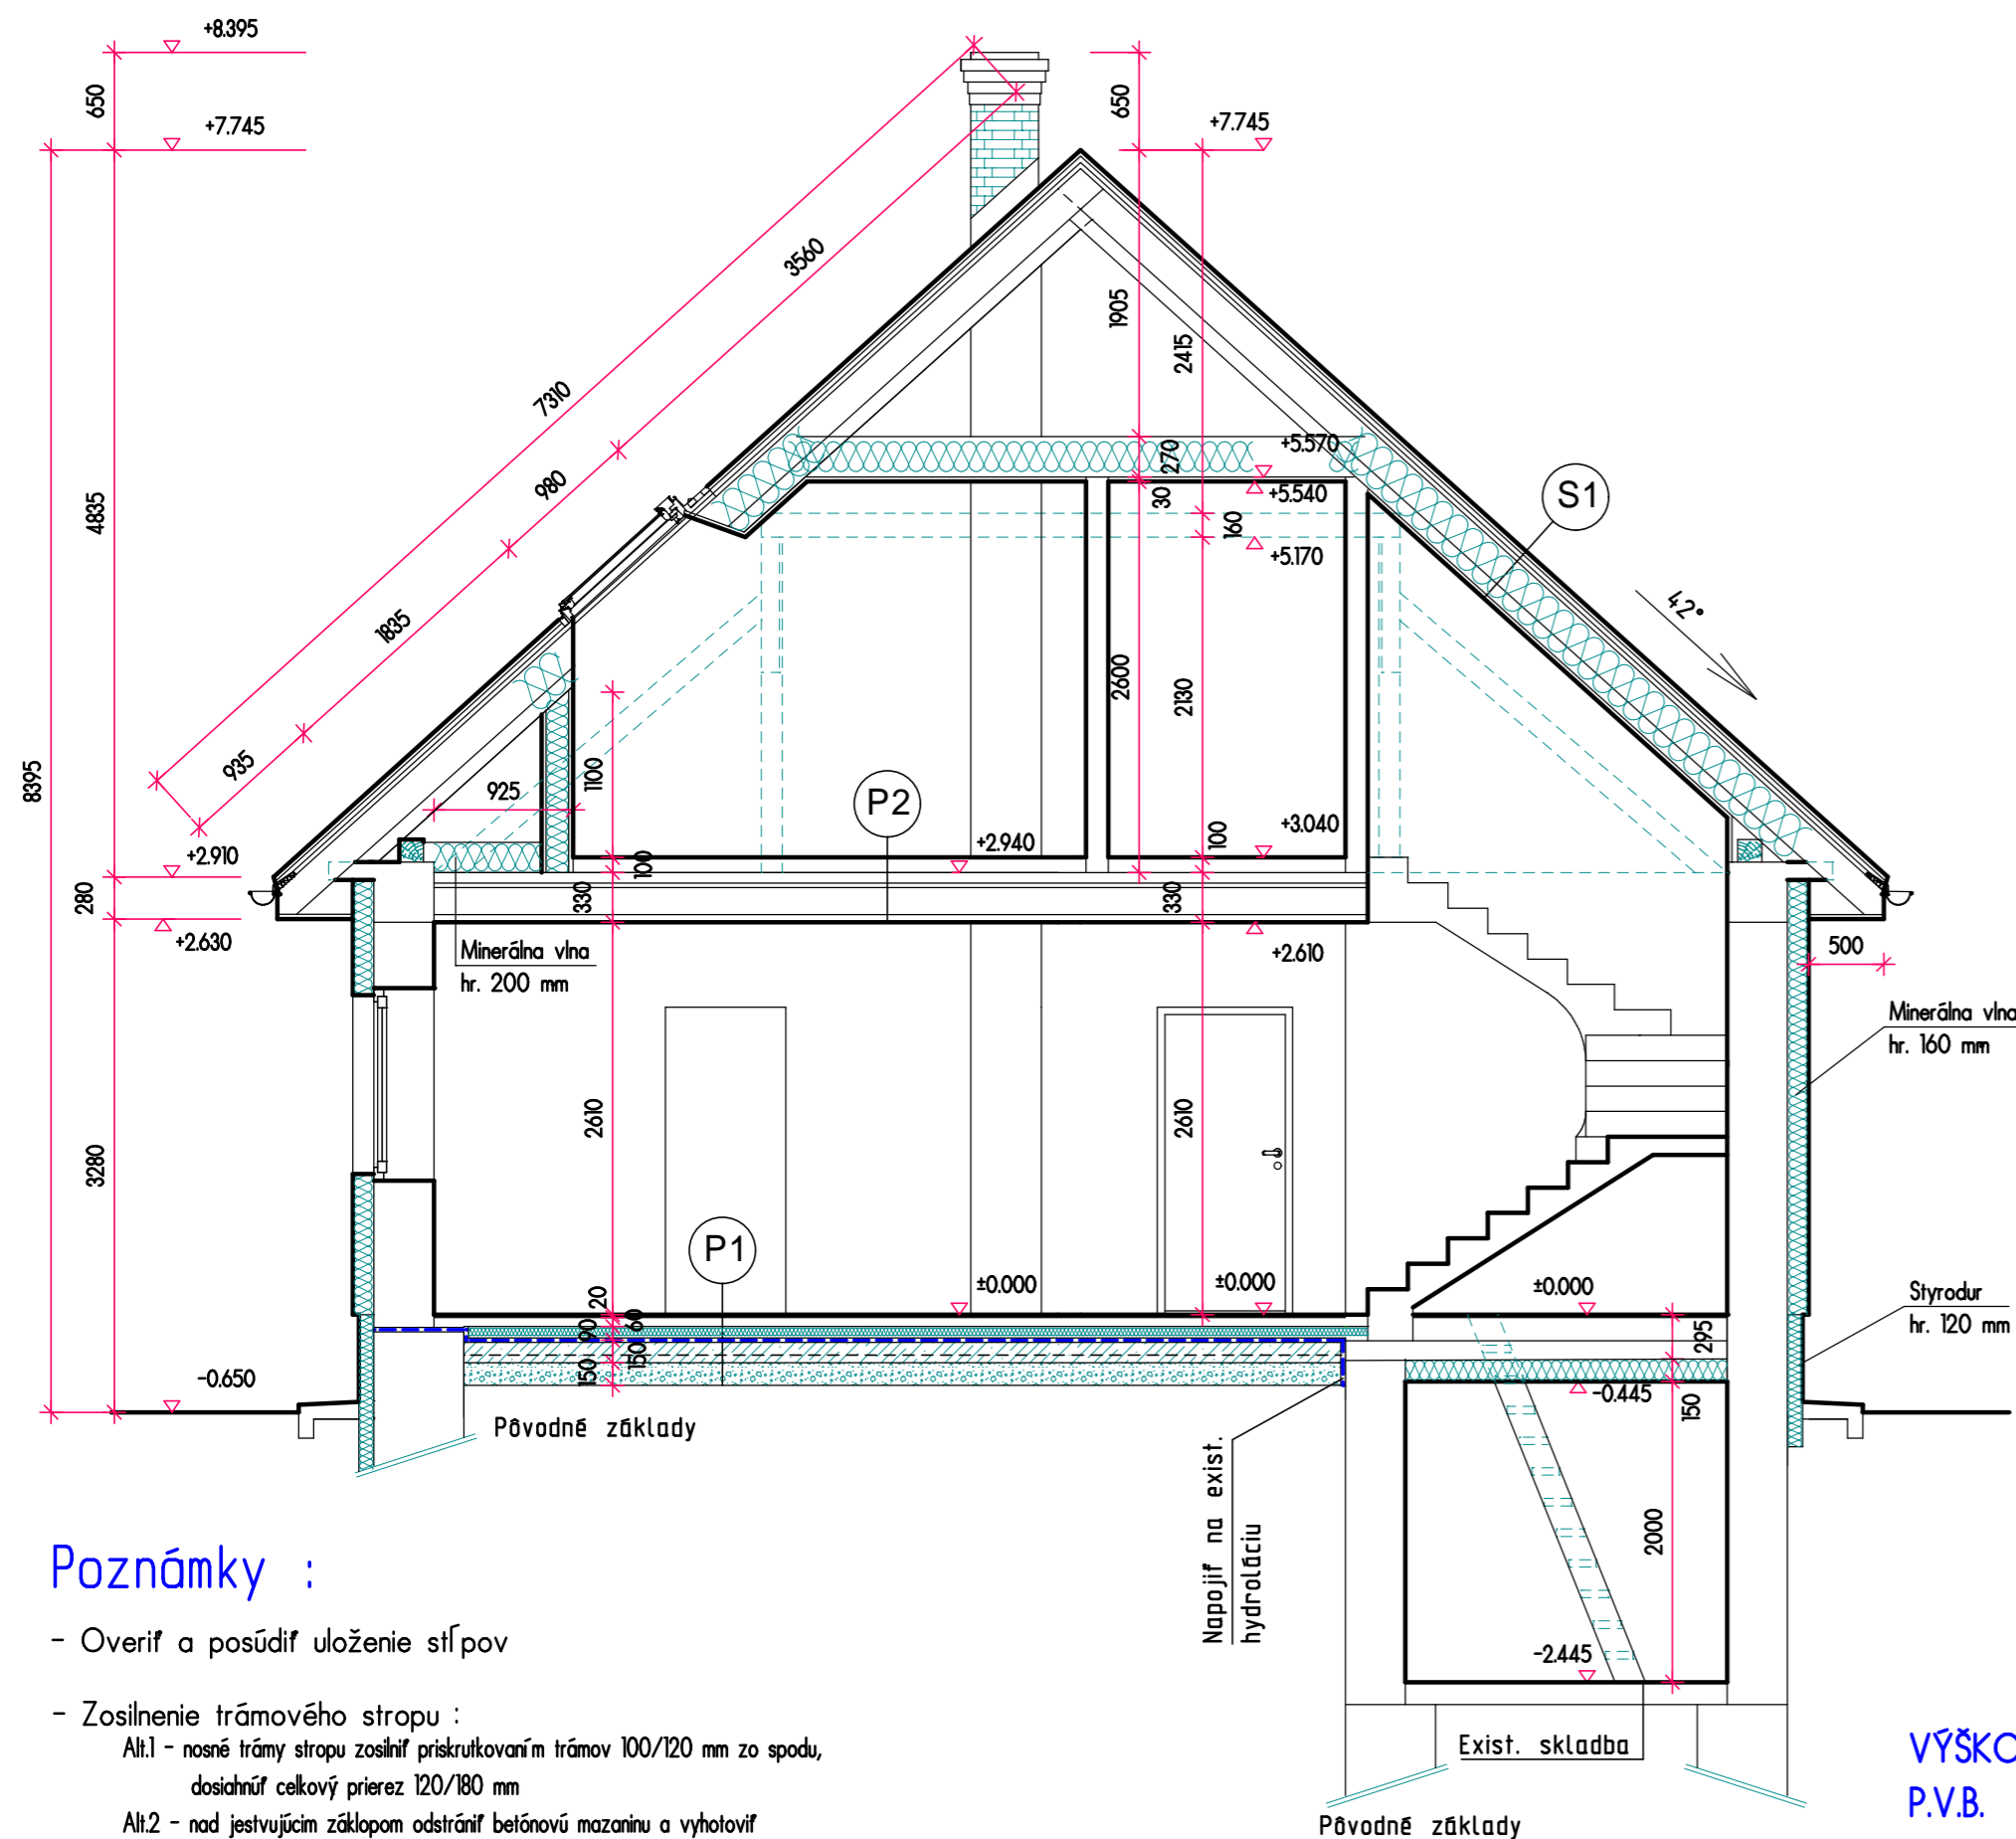 +8.395
650
+7.745
650
+7.745
3560
1905
2415
7310
980
4835
270
+5.570
30
+5.540
160
+5.170
S1
42°
1835
2600
2130
8395
935
925
1100
P2
+2.940
100
+3.040
100
+2.910
280
330
330
+2.630
+2.610
500
Minerálna vlna
hr. 200 mm
Minerálna vlna
hr. 160 mm
3280
2610
2610
P1
20
±0.000
±0.000
±0.000
Styrodur
hr. 120 mm
60
90
150
150
295
-0.650
-0.445
150
Pôvodné základy
Napojiť na exist.
hydroláciu
2000
-2.445
Exist. skladba
Pôvodné základy
Poznámky :
- Overiť a posúdiť uloženie stĺpov
- Zosilnenie trámového stropu :
Alt.1 - nosné trámy stropu zosilniť priskrutkovaním trámov 100/120 mm zo spodu,
dosiahnúť celkový prierez 120/180 mm
Alt.2 - nad jestvujúcim záklopom odstrániť betónovú mazaninu a vyhotoviť
VÝŠKO
P.V.B.